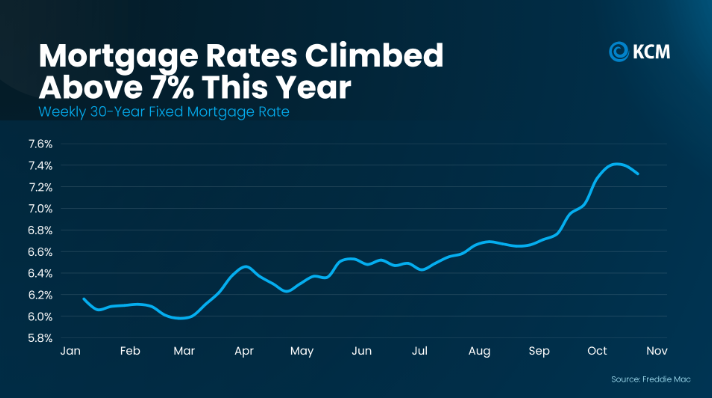 Mortgage Rates Climbed
Above 7% This Year
KCM
Weekly 30-Year Fixed Mortgage Rate
7.6%
7.4%
7.2%
7.0%
6.8%
6.6%
6.4%
6.2%
6.0%
5.8%
Jan Feb Mar Apr May Jun Jul Aug Sep Oct Nov
Source: Freddie Mac